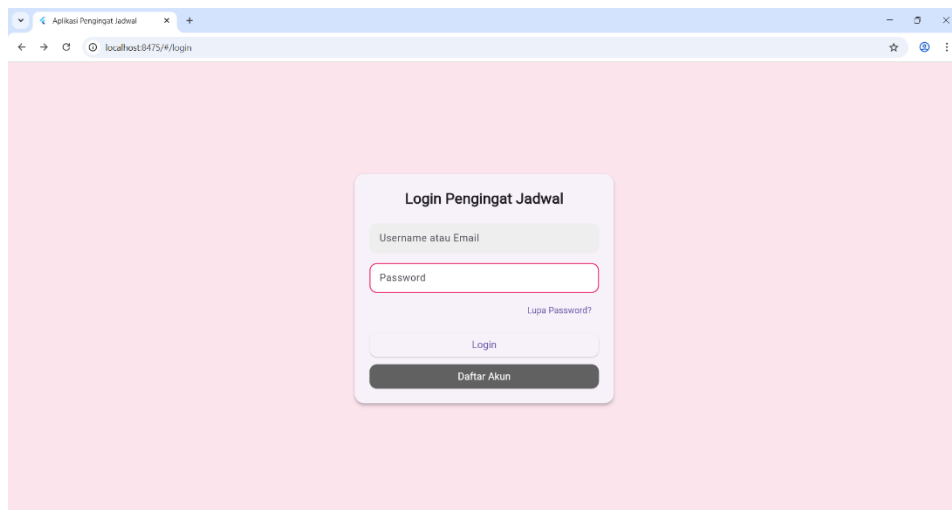 Aplikasi Pengingat Jadwal
localhost:8475/#/login
Login Pengingat Jadwal
Username atau Email
Password
Lupa Password?
Login
Daftar Akun